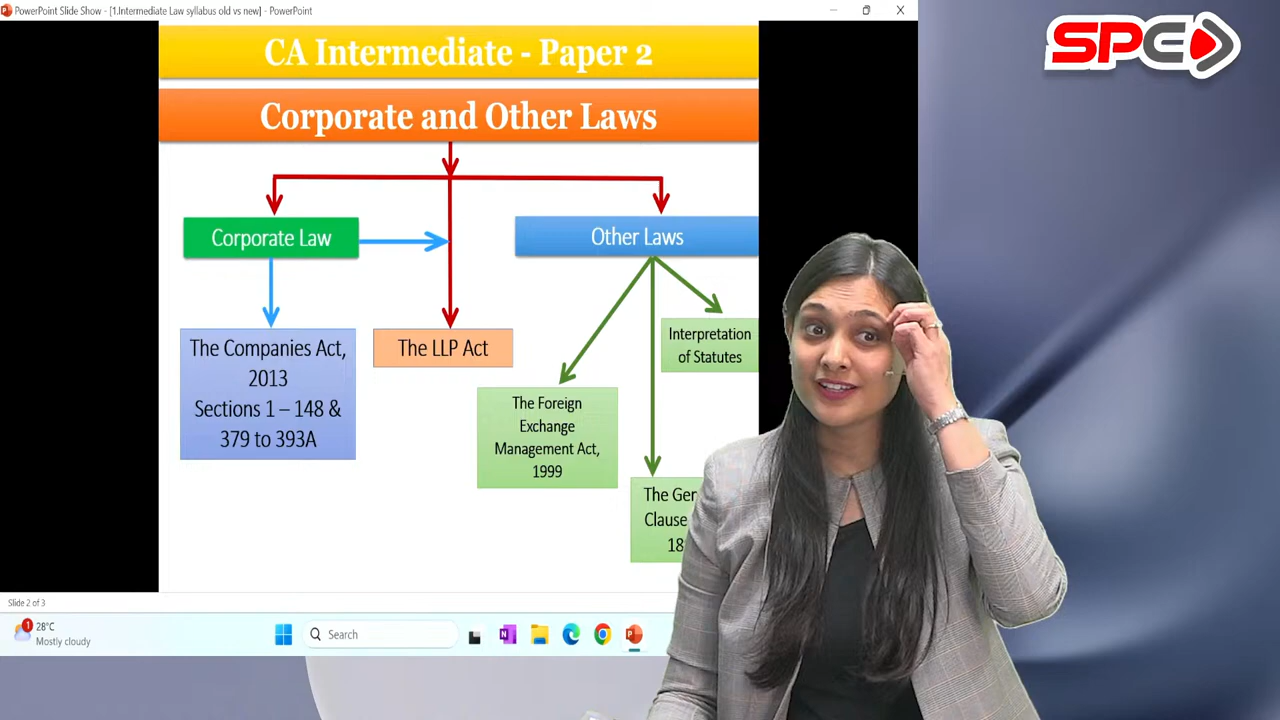 PowerPoint Slide Show - [1.Intermediate Law syllabus old vs new] - PowerPoint
SPE
CA Intermediate - Paper 2
Corporate and Other Laws
Corporate Law
Other Laws
The Companies Act,
2013
Sections 1 – 148 &
379 to 393A
The LLP Act
Interpretation
of Statutes
The Foreign
Exchange
Management Act,
1999
The Ger
Clause
18
Slide 2 of 3
1
28°C
Mostly cloudy
Search